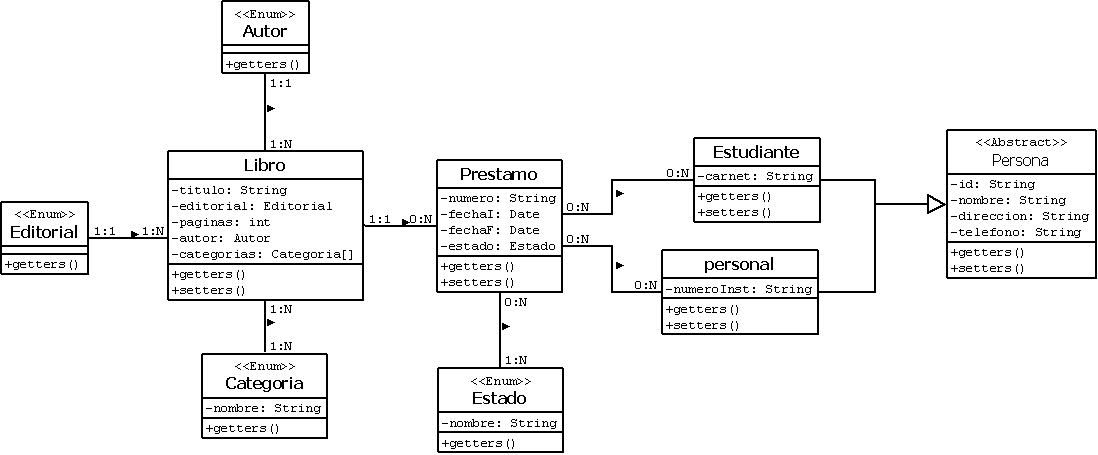 <<Enum>>
Autor
+getters()
1:1
1:N
Libro
-titulo: String
-editorial: Editorial
-paginas: int
-autor: Autor
-categorias: Categoria[]
+getters()
+setters()
<<Enum>>
Editorial
+getters()
1:1
1:N
1:N
1:N
<<Enum>>
Categoria
-nombre: String
+getters()
1:1
0:N
Prestamo
-numero: String
-fechaI: Date
-fechaF: Date
-estado: Estado
+getters()
+setters()
0:N
1:N
<<Enum>>
Estado
-nombre: String
+getters()
0:N
0:N
Estudiante
-carnet: String
+getters()
+setters()
0:N
0:N
personal
-numeroInst: String
+getters()
+setters()
<<Abstract>>
Persona
-id: String
-nombre: String
-direccion: String
-telefono: String
+getters()
+setters()